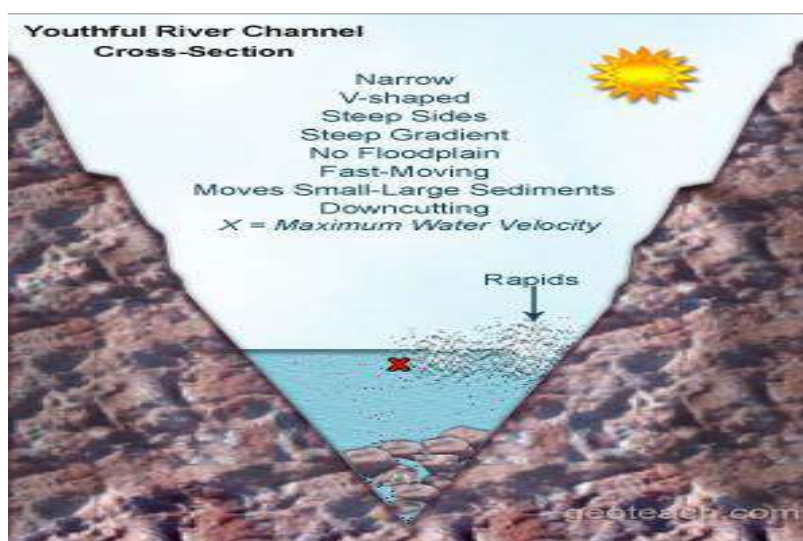 Youthful River Channel
Cross-Section
Narrow
V-shaped
Steep Sides
Steep Gradient
No Floodplain
Fast-Moving
Moves Small-Large Sediments
Downcutting
X = Maximum Water Velocity
Rapids
geoteach.com